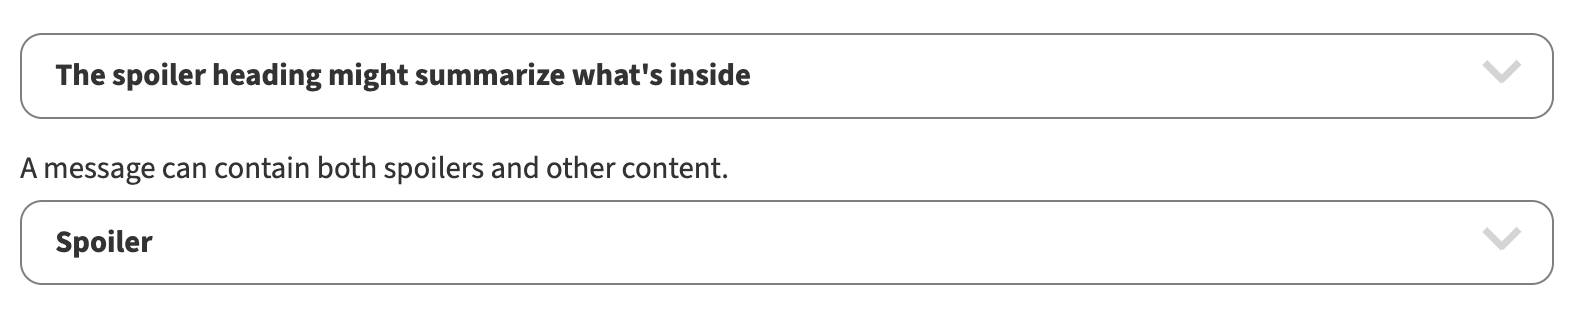 The spoiler heading might summarize what's inside
A message can contain both spoilers and other content.
Spoiler